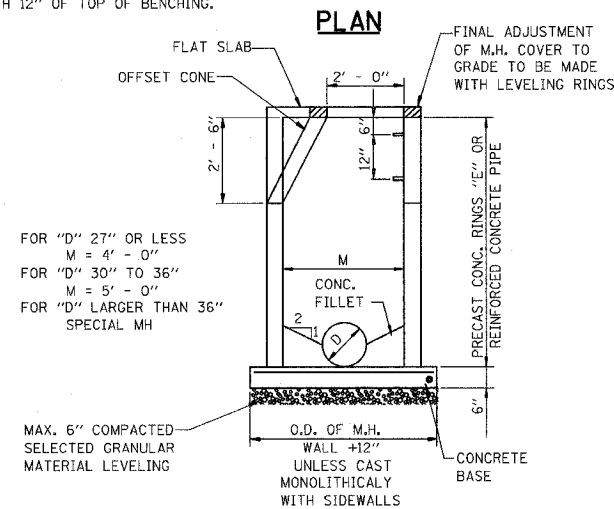 H 12" OF TOP OF BENCHING.
PLAN
FLAT SLAB
OFFSET CONE
2' - 0"
FINAL ADJUSTMENT
OF M.H. COVER TO
GRADE TO BE MADE
WITH LEVELING RINGS
2' - 6"
6"
12"
PRECAST CONC. RINGS "E" OR
REINFORCED CONCRETE PIPE
FOR "D" 27" OR LESS
M = 4' - 0"
FOR "D" 30" TO 36"
M = 5' - 0"
FOR "D" LARGER THAN 36"
SPECIAL MH
M
CONC.
FILLET
2
1
D
6"
MAX. 6" COMPACTED
SELECTED GRANULAR
MATERIAL LEVELING
O.D. OF M.H.
WALL +12"
UNLESS CAST
MONOLITHICALY
WITH SIDEWALLS
CONCRETE
BASE